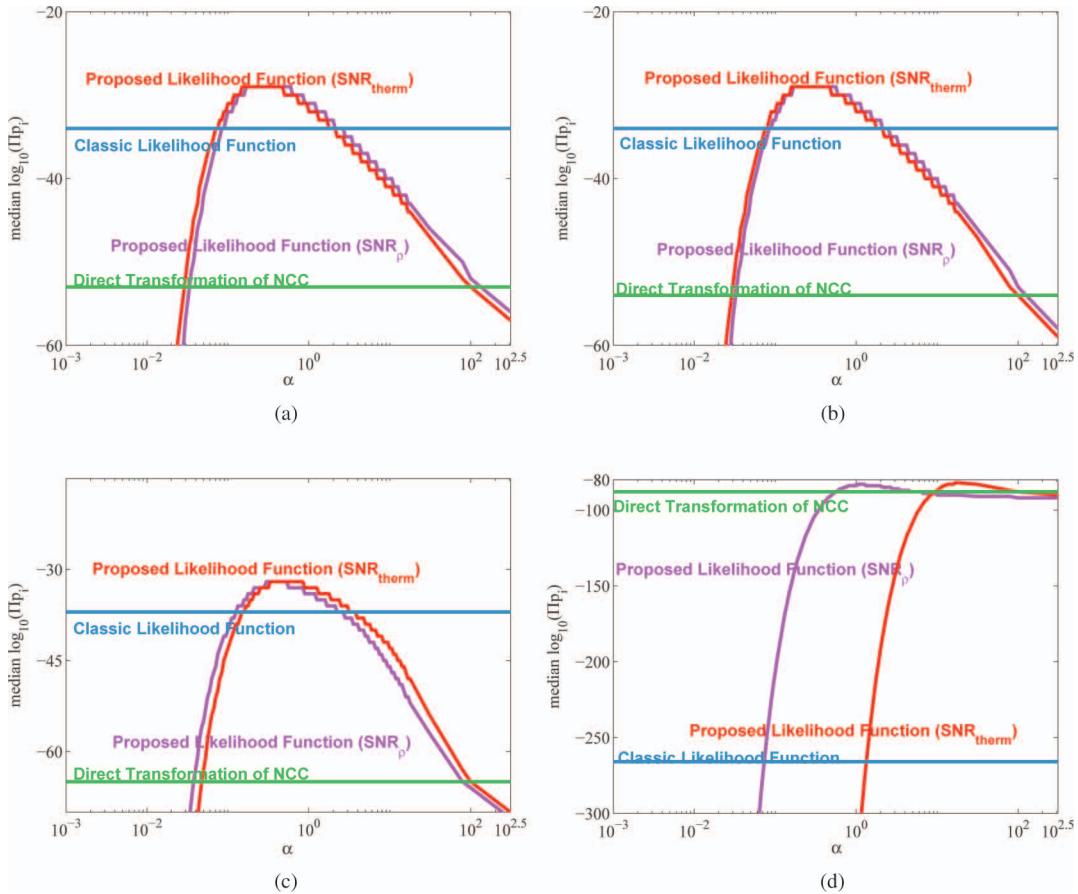 −20
Proposed Likelihood Function (SNR_therm)
Classic Likelihood Function
−40
median log_10(Πp_i)
Proposed Likelihood Function (SNR_ρ)
Direct Transformation of NCC
−60
10^−3 10^−2 10^0 10^2 10^2.5
α
(a)
−20
Proposed Likelihood Function (SNR_therm)
Classic Likelihood Function
−40
median log_10(Πp_i)
Proposed Likelihood Function (SNR_ρ)
Direct Transformation of NCC
−60
10^−3 10^−2 10^0 10^2 10^2.5
α
(b)
−30
Proposed Likelihood Function (SNR_therm)
Classic Likelihood Function
−45
median log_10(Πp_i)
Proposed Likelihood Function (SNR_ρ)
−65
Direct Transformation of NCC
10^−3 10^−2 10^0 10^2 10^2.5
α
(c)
−80
Direct Transformation of NCC
−100
Proposed Likelihood Function (SNR_ρ)
−150
median log_10(Πp_i)
−200
−250
Proposed Likelihood Function (SNR_therm)
Classic Likelihood Function
−300
10^−3 10^−2 10^0 10^2 10^2.5
α
(d)